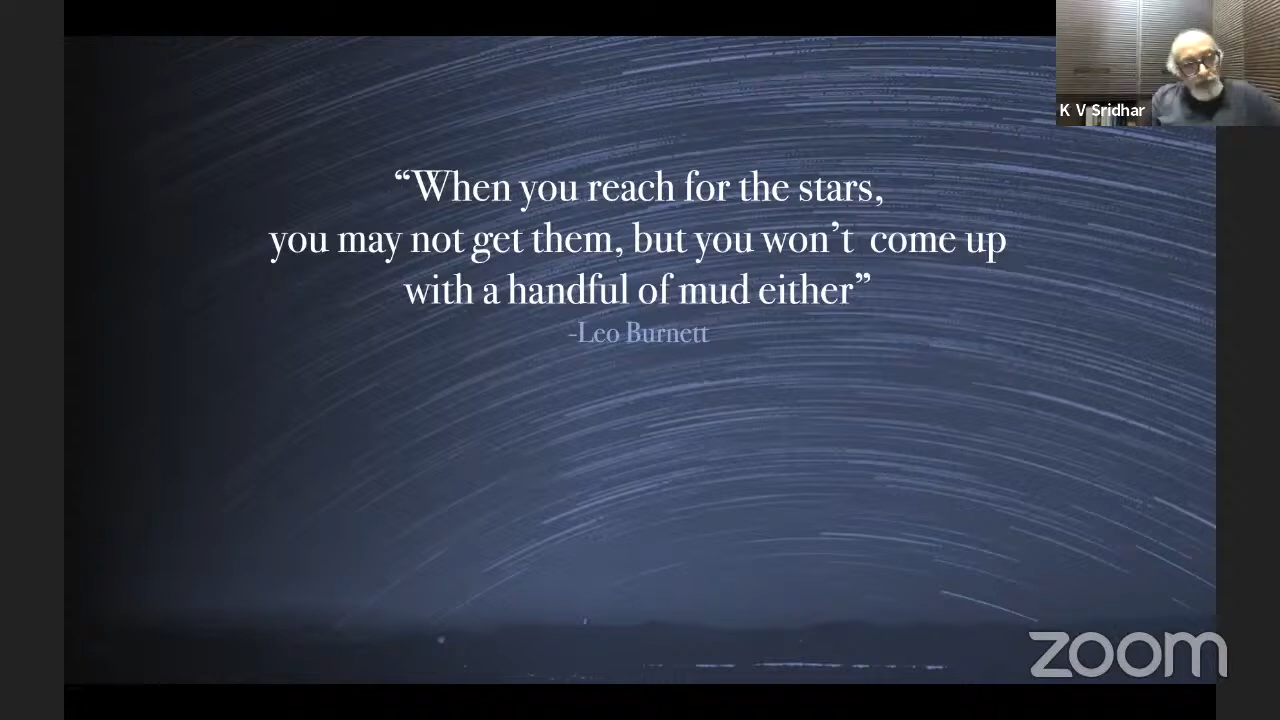 K V Sridhar
“When you reach for the stars,
you may not get them, but you won’t  come up
with a handful of mud either”
-Leo Burnett
zoom